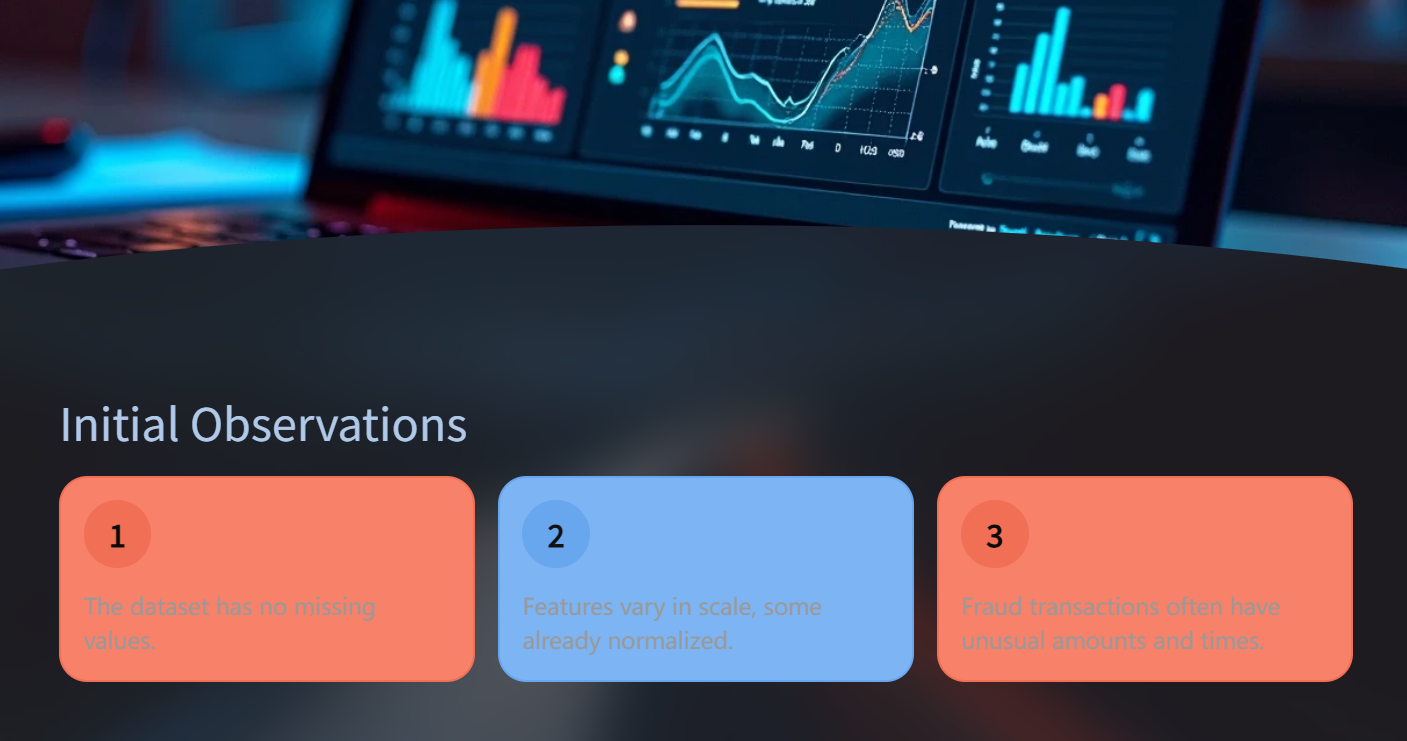 Initial Observations
1
The dataset has no missing
values.
2
Features vary in scale, some
already normalized.
3
Fraud transactions often have
unusual amounts and times.